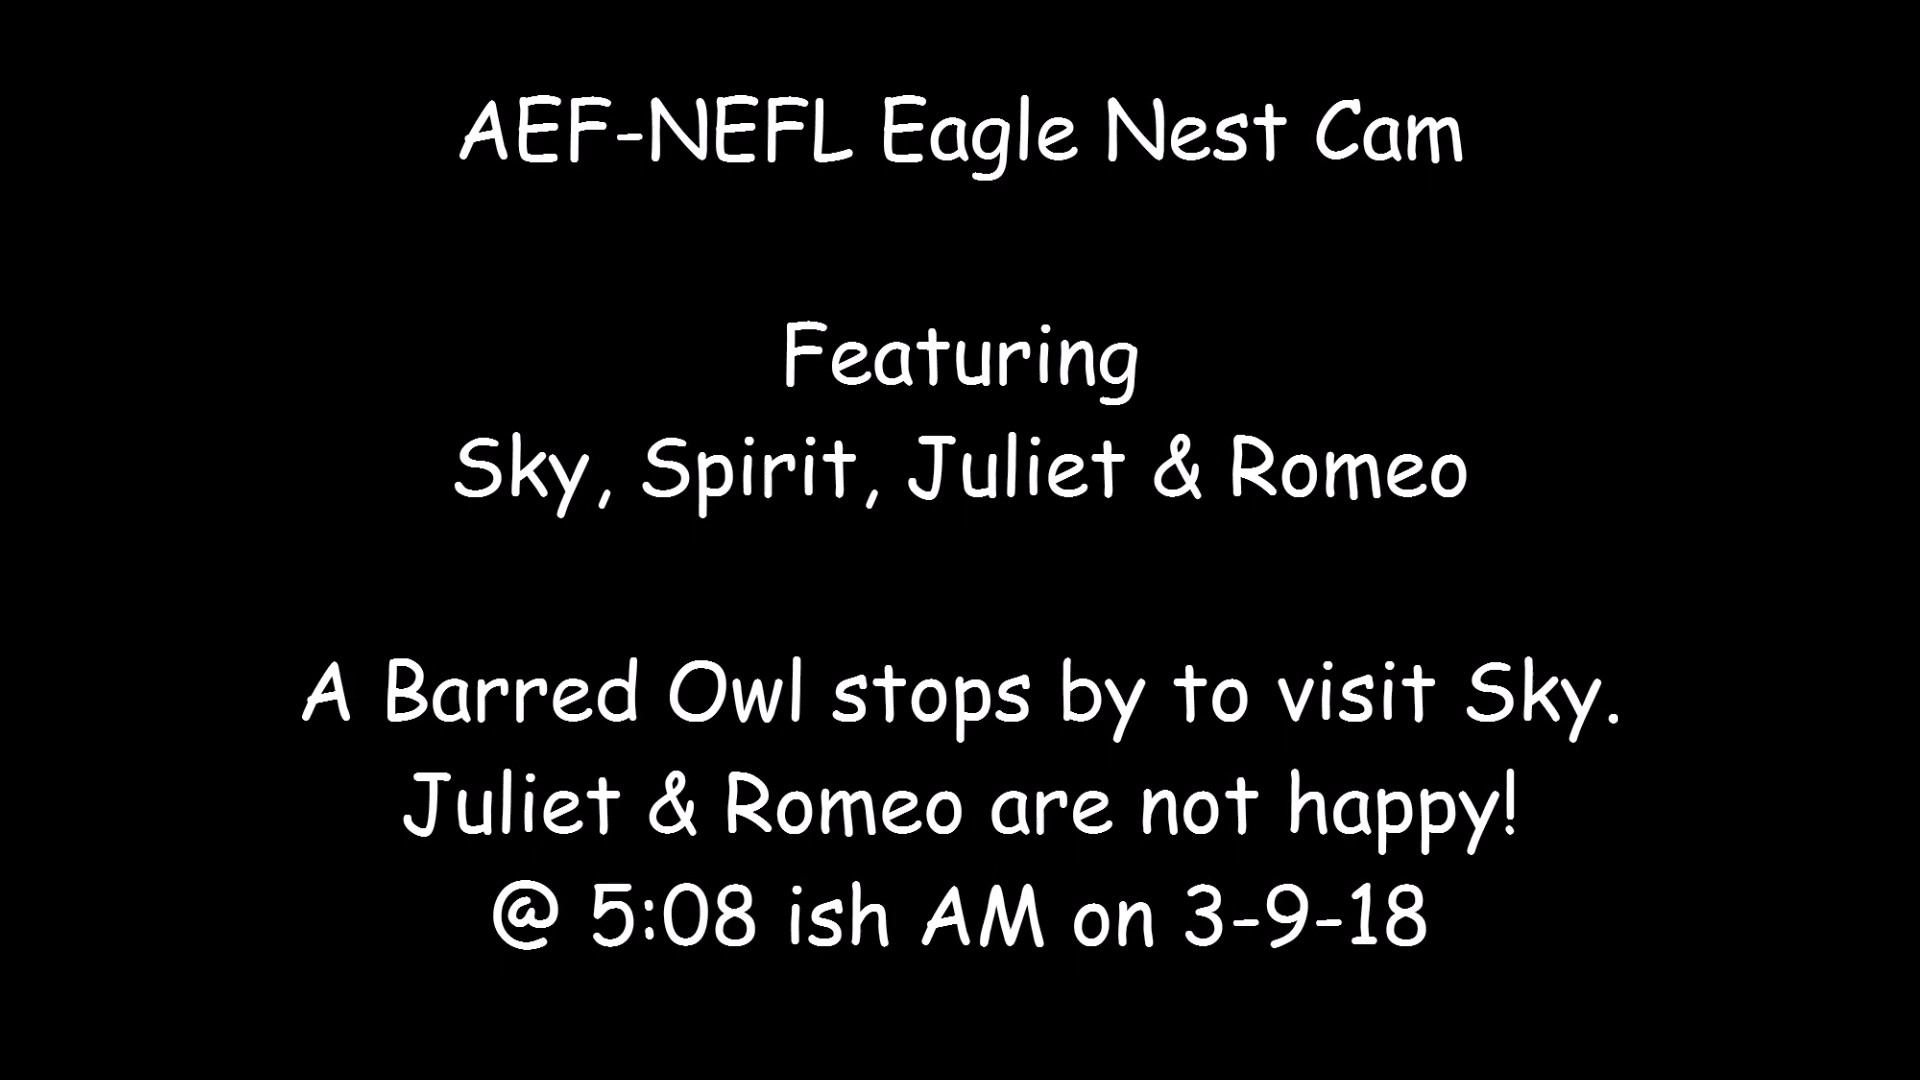 AEF-NEFL Eagle Nest Cam
Featuring
Sky, Spirit, Juliet & Romeo
A Barred Owl stops by to visit Sky.
Juliet & Romeo are not happy!
@ 5:08 ish AM on 3-9-18